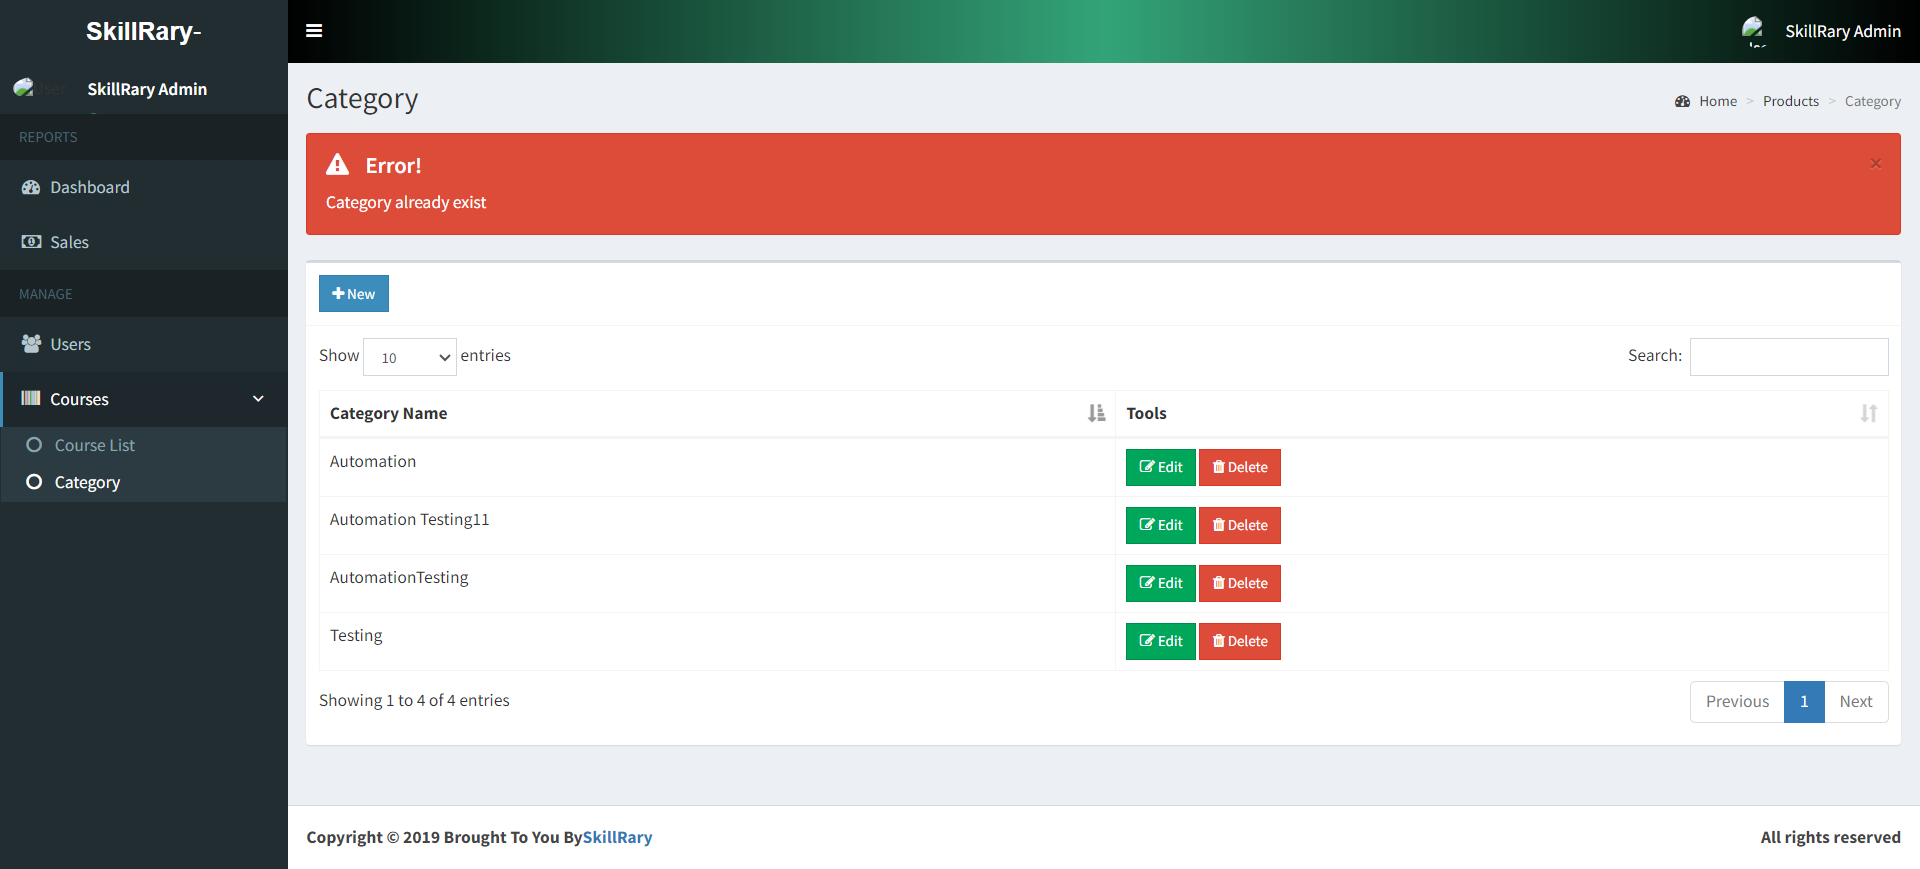 SkillRary-
SkillRary Admin
User
SkillRary Admin
REPORTS
Dashboard
Sales
MANAGE
Users
Courses
Course List
Category
Category
Home > Products > Category
Error!
×
Category already exist
New
Show 10 entries
Search:
Category Name Tools
Automation Edit Delete
Automation Testing11 Edit Delete
AutomationTesting Edit Delete
Testing Edit Delete
Showing 1 to 4 of 4 entries
Previous 1 Next
Copyright © 2019 Brought To You BySkillRary
All rights reserved